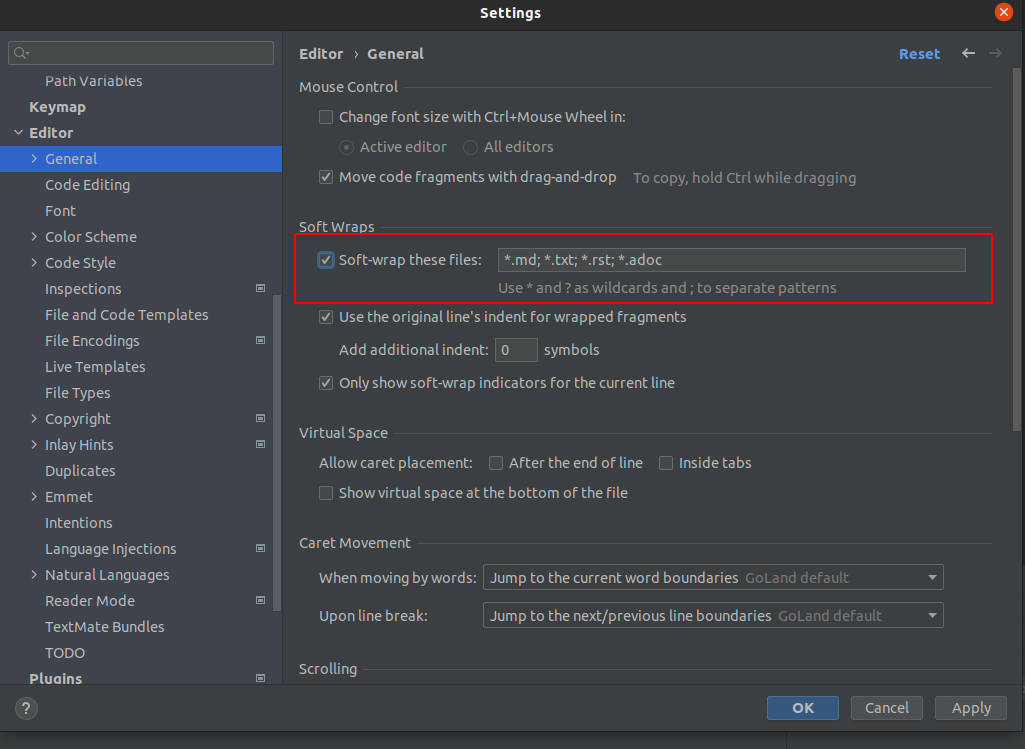 Settings
Path Variables
Keymap
Editor
General
Code Editing
Font
Color Scheme
Code Style
Inspections
File and Code Templates
File Encodings
Live Templates
File Types
Copyright
Inlay Hints
Duplicates
Emmet
Intentions
Language Injections
Natural Languages
Reader Mode
TextMate Bundles
TODO
Plugins
Editor › General
Reset
Mouse Control
Change font size with Ctrl+Mouse Wheel in:
Active editor All editors
Move code fragments with drag-and-drop To copy, hold Ctrl while dragging
Soft Wraps
Soft-wrap these files: *.md; *.txt; *.rst; *.adoc
Use * and ? as wildcards and ; to separate patterns
Use the original line's indent for wrapped fragments
Add additional indent: 0 symbols
Only show soft-wrap indicators for the current line
Virtual Space
Allow caret placement: After the end of line Inside tabs
Show virtual space at the bottom of the file
Caret Movement
When moving by words: Jump to the current word boundaries GoLand default
Upon line break: Jump to the next/previous line boundaries GoLand default
Scrolling
? OK Cancel Apply